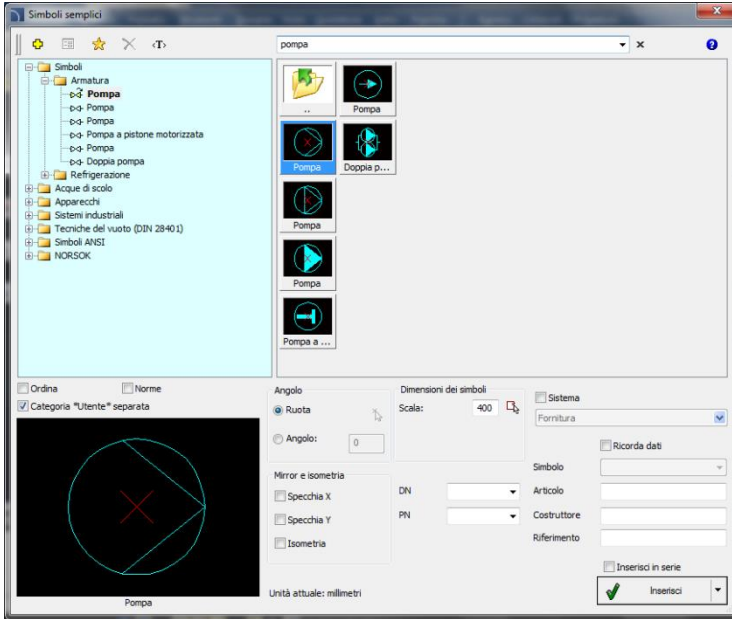 Simboli semplici
<T>
pompa
Simboli
Armatura
Pompa
Pompa
Pompa
Pompa a pistone motorizzata
Pompa
Doppia pompa
Refrigerazione
Acque di scolo
Apparecchi
Sistemi industriali
Tecniche del vuoto (DIN 28401)
Simboli ANSI
NORSOK
..
Pompa
Pompa
Doppia p...
Pompa
Pompa
Pompa a ...
Ordina
Norme
Categoria "Utente" separata
Pompa
Angolo
Ruota
Angolo:
0
Mirror e isometria
Specchia X
Specchia Y
Isometria
Unità attuale: millimetri
Dimensioni dei simboli
Scala:
400
DN
PN
Sistema
Fornitura
Ricorda dati
Simbolo
Articolo
Costruttore
Riferimento
Inserisci in serie
Inserisci